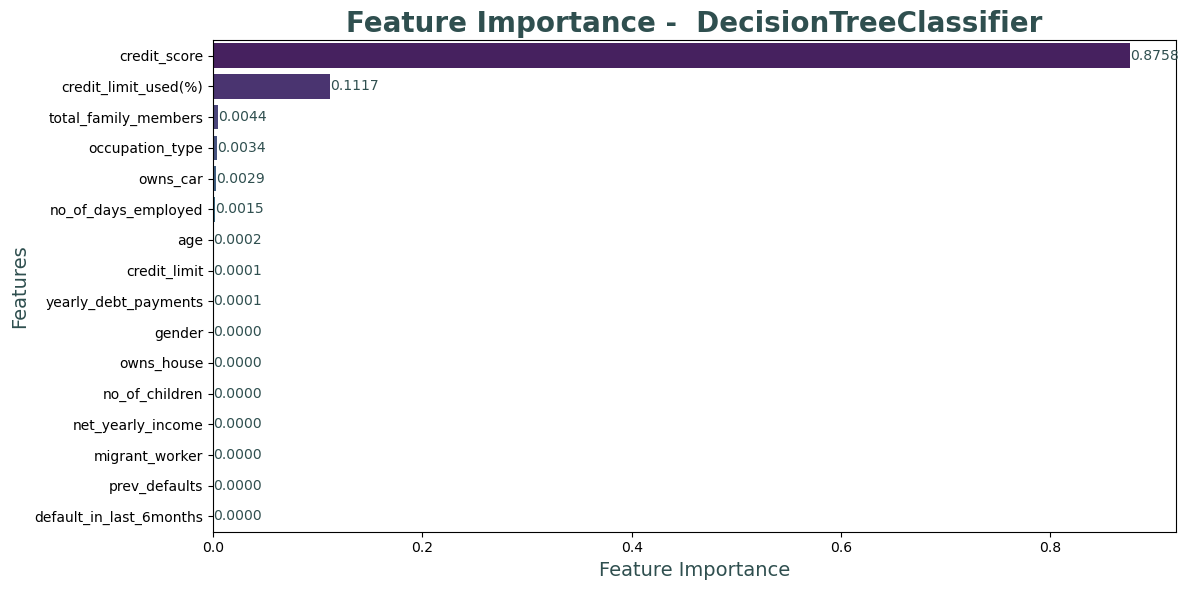 Feature Importance -  DecisionTreeClassifier
credit_score 0.8758
credit_limit_used(%) 0.1117
total_family_members 0.0044
occupation_type 0.0034
owns_car 0.0029
no_of_days_employed 0.0015
age 0.0002
credit_limit 0.0001
yearly_debt_payments 0.0001
gender 0.0000
owns_house 0.0000
no_of_children 0.0000
net_yearly_income 0.0000
migrant_worker 0.0000
prev_defaults 0.0000
default_in_last_6months 0.0000
Features
0.0 0.2 0.4 0.6 0.8
Feature Importance